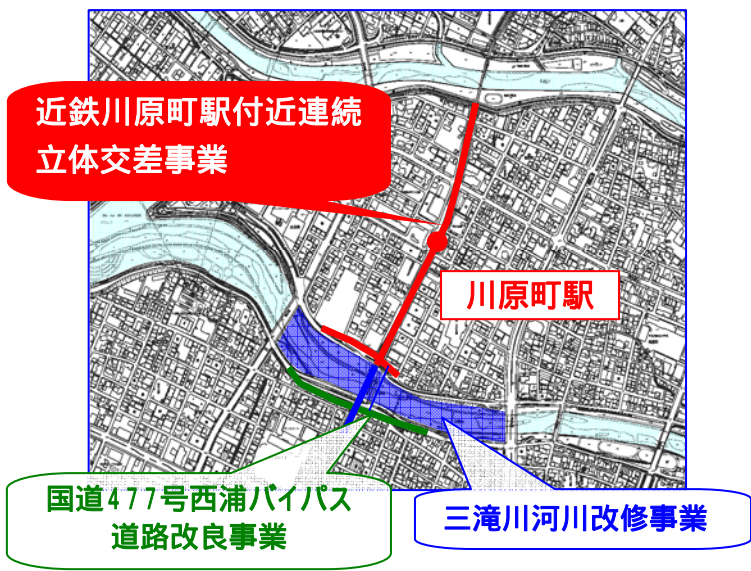 近鉄川原町駅付近連続
立体交差事業
川原町駅
国道477号西浦バイパス
道路改良事業
三滝川河川改修事業